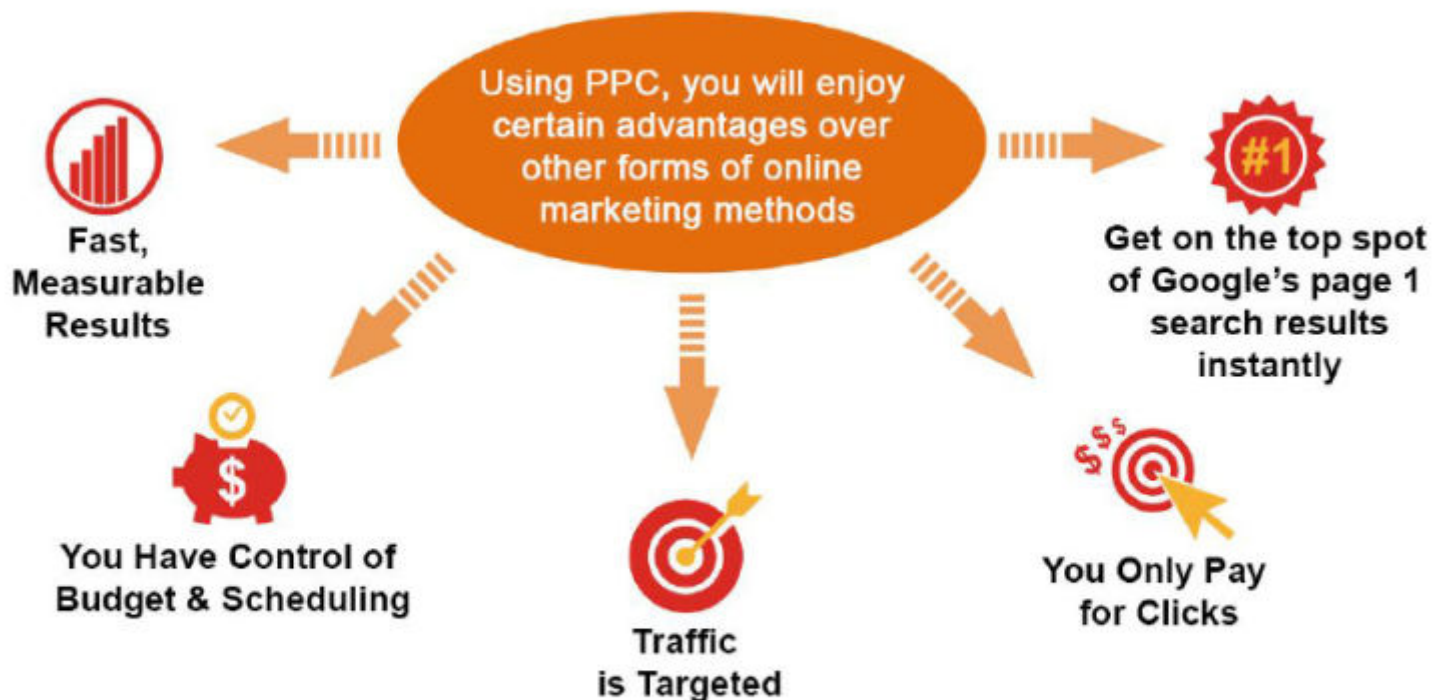 Using PPC, you will enjoy
certain advantages over
other forms of online
marketing methods
Fast,
Measurable
Results
#1
Get on the top spot
of Google's page 1
search results
instantly
$
You Have Control of
Budget & Scheduling
Traffic
is Targeted
$$$
You Only Pay
for Clicks